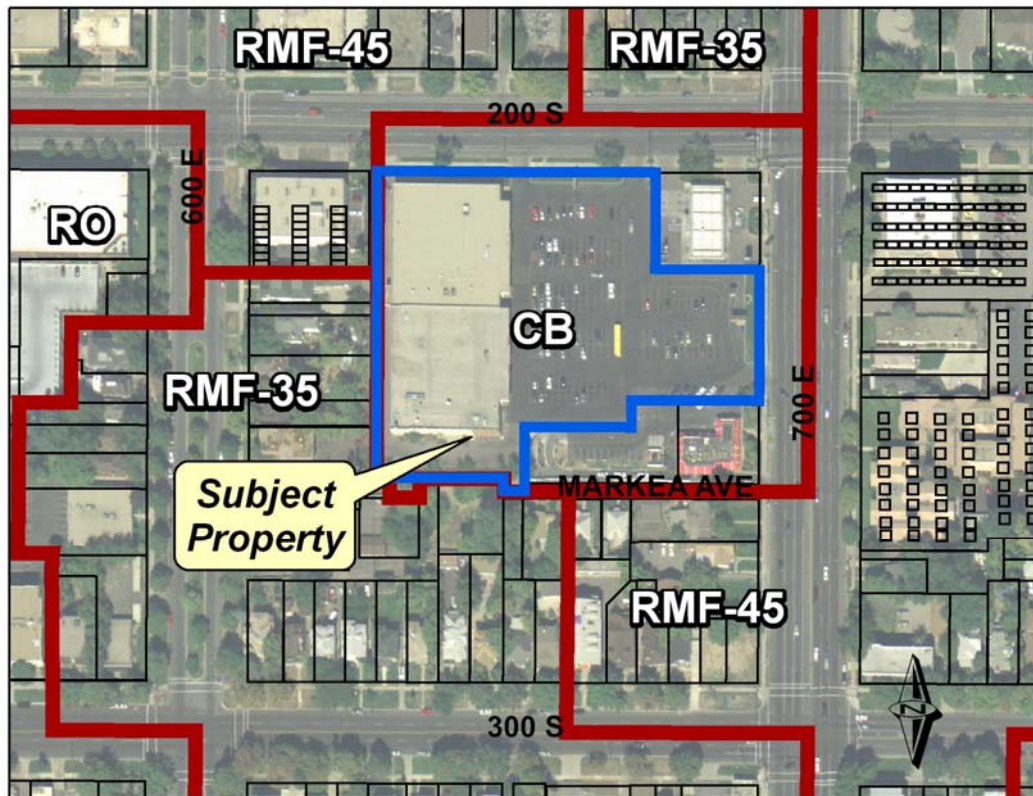 RMF-45
RMF-35
200 S
600 E
RO
CB
RMF-35
700 E
Subject
Property
MARKEA AVE
RMF-45
300 S
N